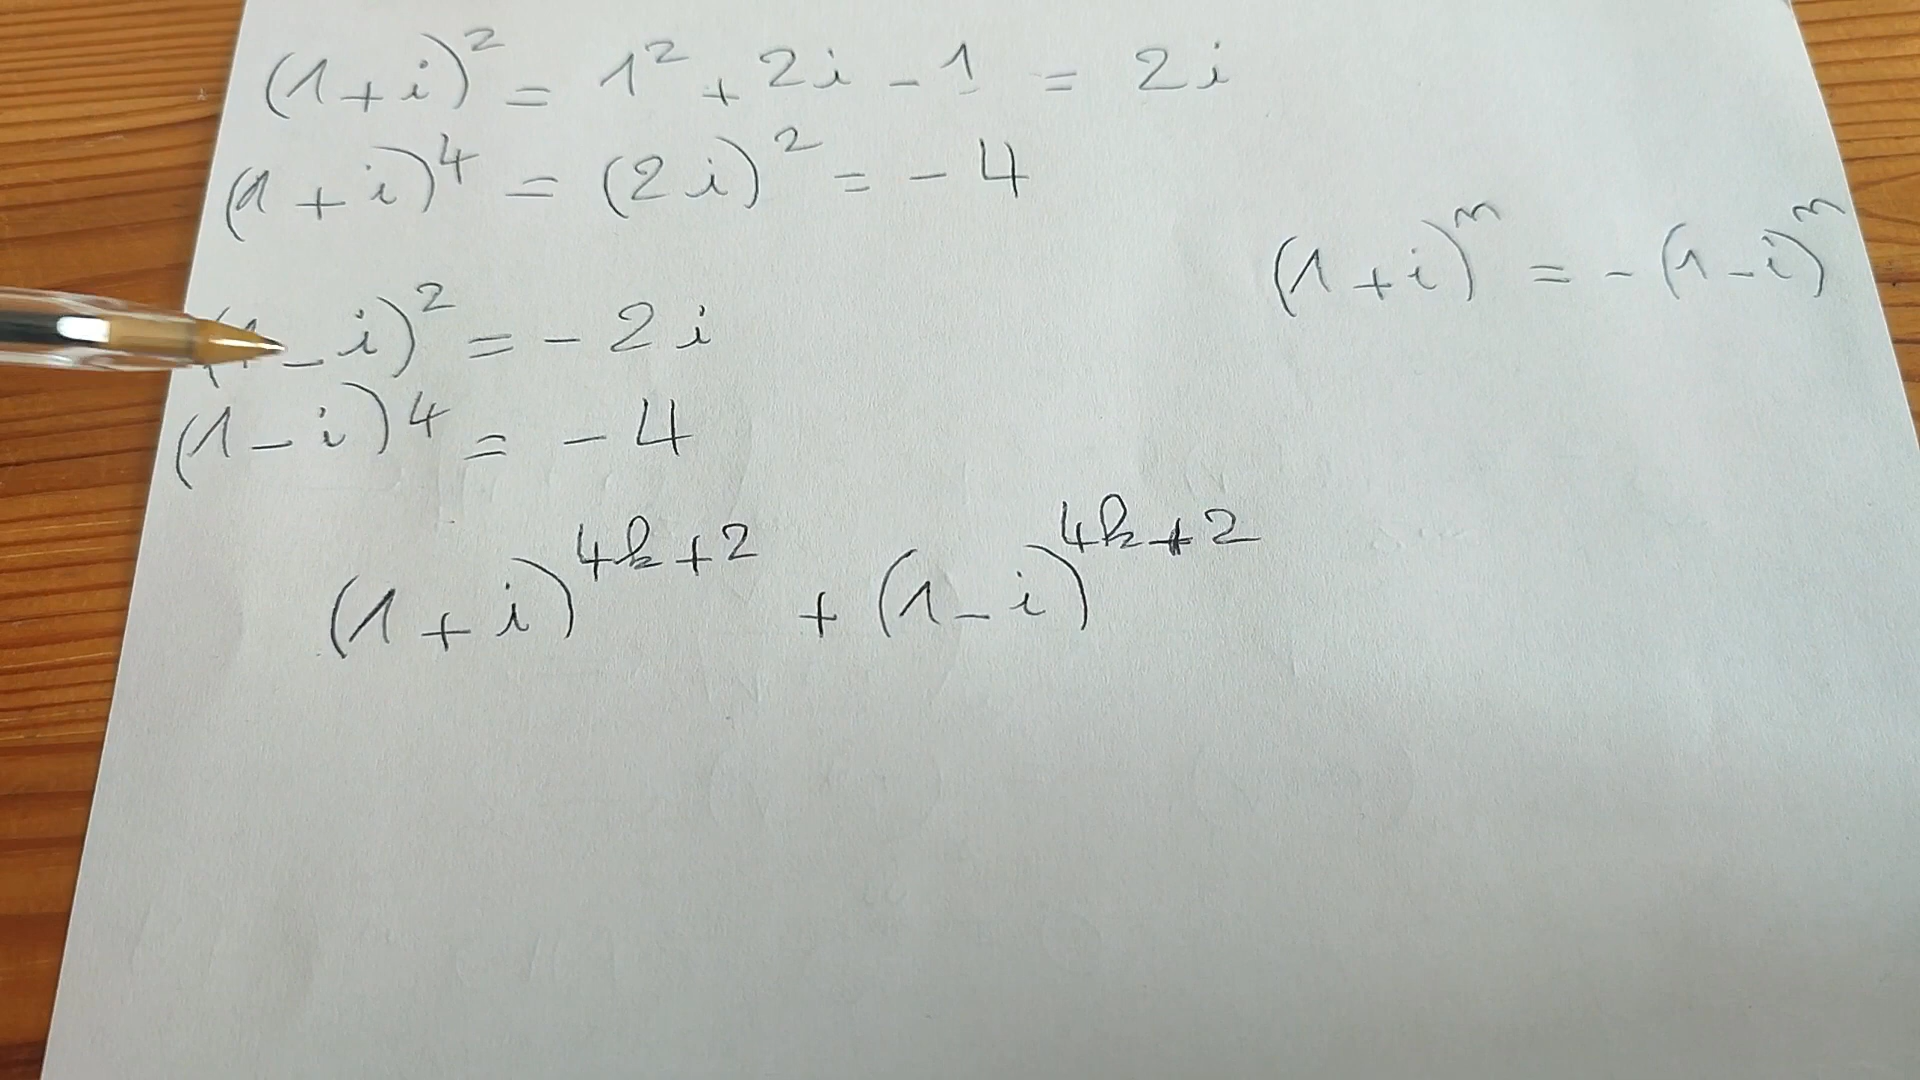 (1+i)² = 1² + 2i - 1 = 2i
(1+i)⁴ = (2i)² = -4
(1+i)ⁿ = -(1-i)ⁿ
(1-i)² = -2i
(1-i)⁴ = -4
(1+i)^{4k+2} + (1-i)^{4k+2}